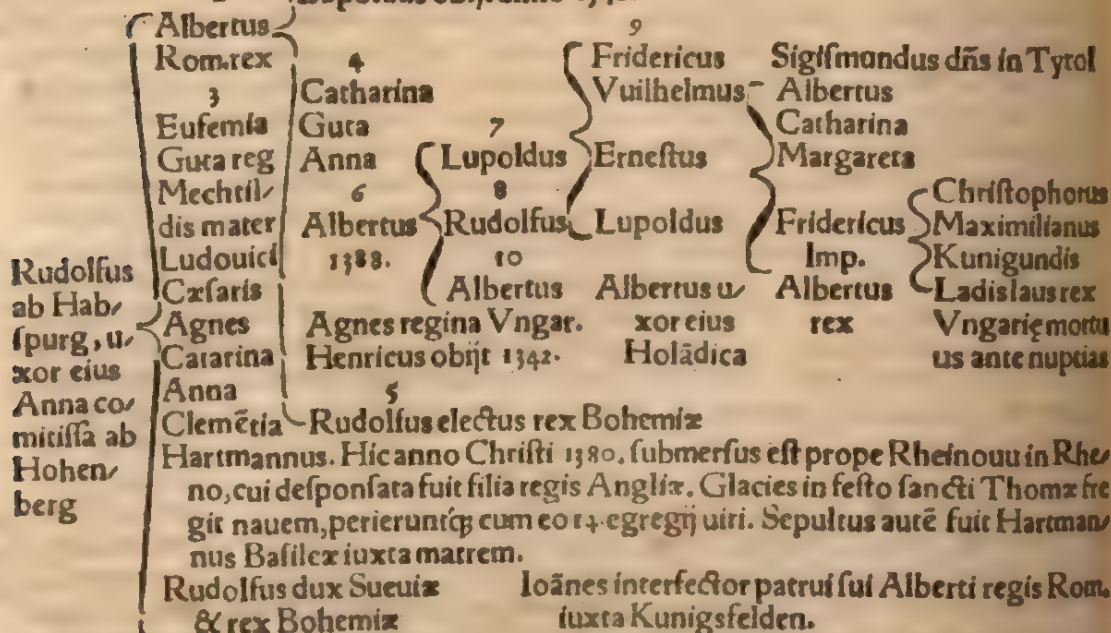 9
Albertus Fridericus Sigiſmundus dñs in Tyrol
Rom.rex 4 Vuilhelmus Albertus
3 Catharina Catharina
Eufemia Guta 7
Guta reg Anna Lupoldus Erneſtus Margareta
Mechtil/ 6 8 Chriſtophorus
dis mater Albertus Rudolfus Lupoldus Fridericus Maximilianus
Ludouici 1388. 10 Imp. Kunigundis
Rudolfus Cæſaris Albertus Albertus u/ Albertus Ladislaus rex
ab Hab/ Agnes Agnes regina Vngar. xor eius rex Vngarię mortu
ſpurg, u/ Catarina Henricus obijt 1342. Holādica us ante nuptias
xor eius Anna 5
Anna co/ Clemētia Rudolfus electus rex Bohemiæ
mitiſſa ab Hartmannus. Hic anno Chriſti 1380. ſubmerſus eſt prope Rheinouu in Rhe/
Hohen/ no, cui deſponſata fuit filia regis Angliæ. Glacies in feſto ſancti Thomæ fre
berg git nauem, perieruntq́; cum eo 14. egregij uiri. Sepultus autē fuit Hartman/
nus Baſileæ iuxta matrem.
Rudolfus dux Sueuiæ Ioānes interfector patrui ſui Alberti regis Rom.
& rex Bohemiæ iuxta Kunigsfelden.